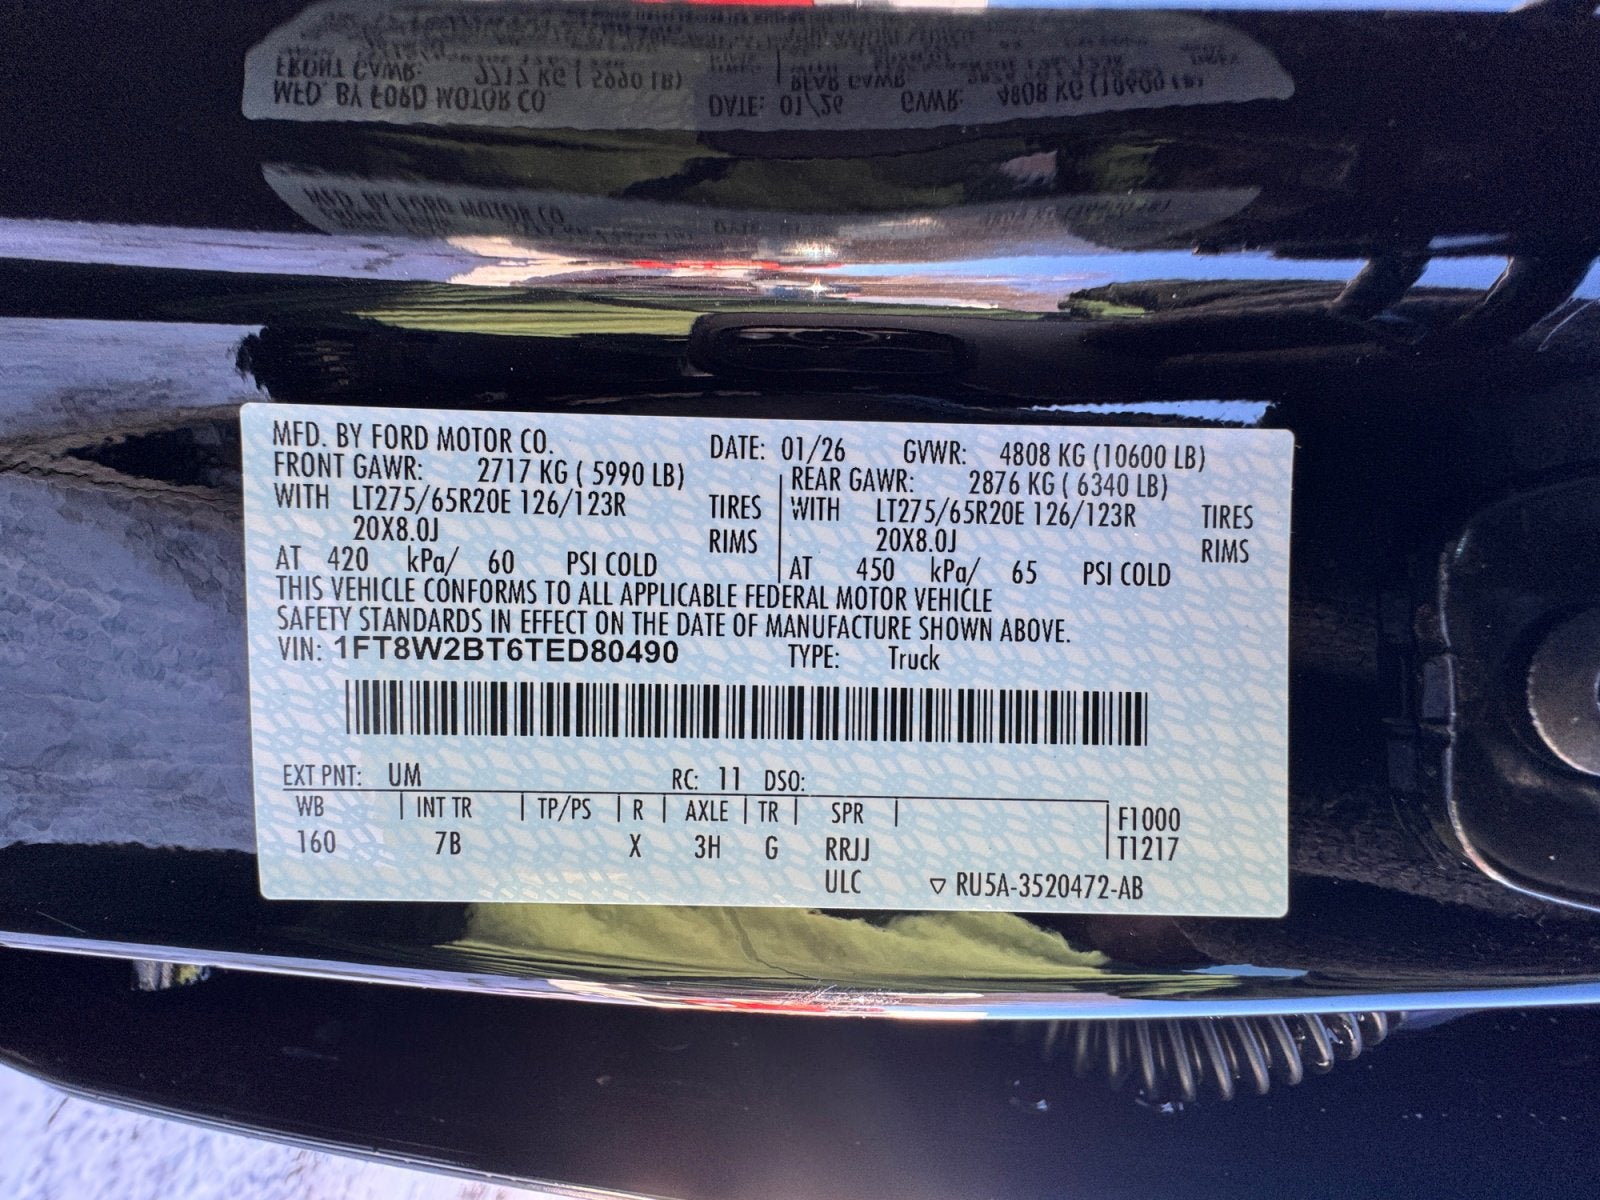 MFD. BY FORD MOTOR CO. DATE: 01/26 GVWR: 4808 KG (10600 LB)
FRONT GAWR: 2717 KG ( 5990 LB) REAR GAWR: 2876 KG ( 6340 LB)
WITH LT275/65R20E 126/123R TIRES WITH LT275/65R20E 126/123R TIRES
20X8.0J RIMS 20X8.0J RIMS
AT 420 kPa/ 60 PSI COLD AT 450 kPa/ 65 PSI COLD
THIS VEHICLE CONFORMS TO ALL APPLICABLE FEDERAL MOTOR VEHICLE
SAFETY STANDARDS IN EFFECT ON THE DATE OF MANUFACTURE SHOWN ABOVE.
VIN: 1FT8W2BT6TED80490 TYPE: Truck
EXT PNT: UM RC: 11 DSO:
WB INT TR TP/PS R AXLE TR SPR F1000
160 7B X 3H G RRJJ T1217
ULC ▽ RU5A-3520472-AB